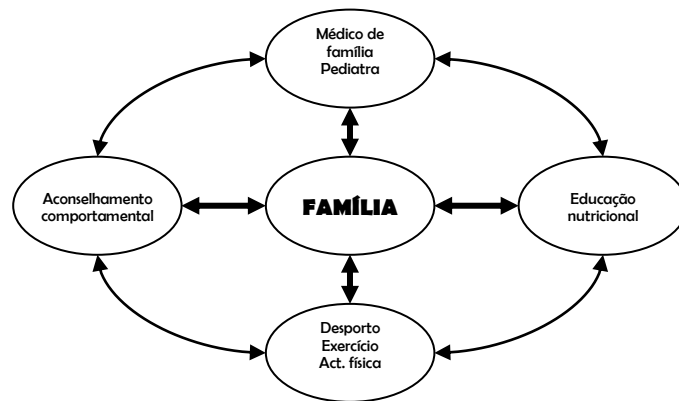 Médico de
família
Pediatra
Aconselhamento
comportamental
FAMÍLIA
Educação
nutricional
Desporto
Exercício
Act. física